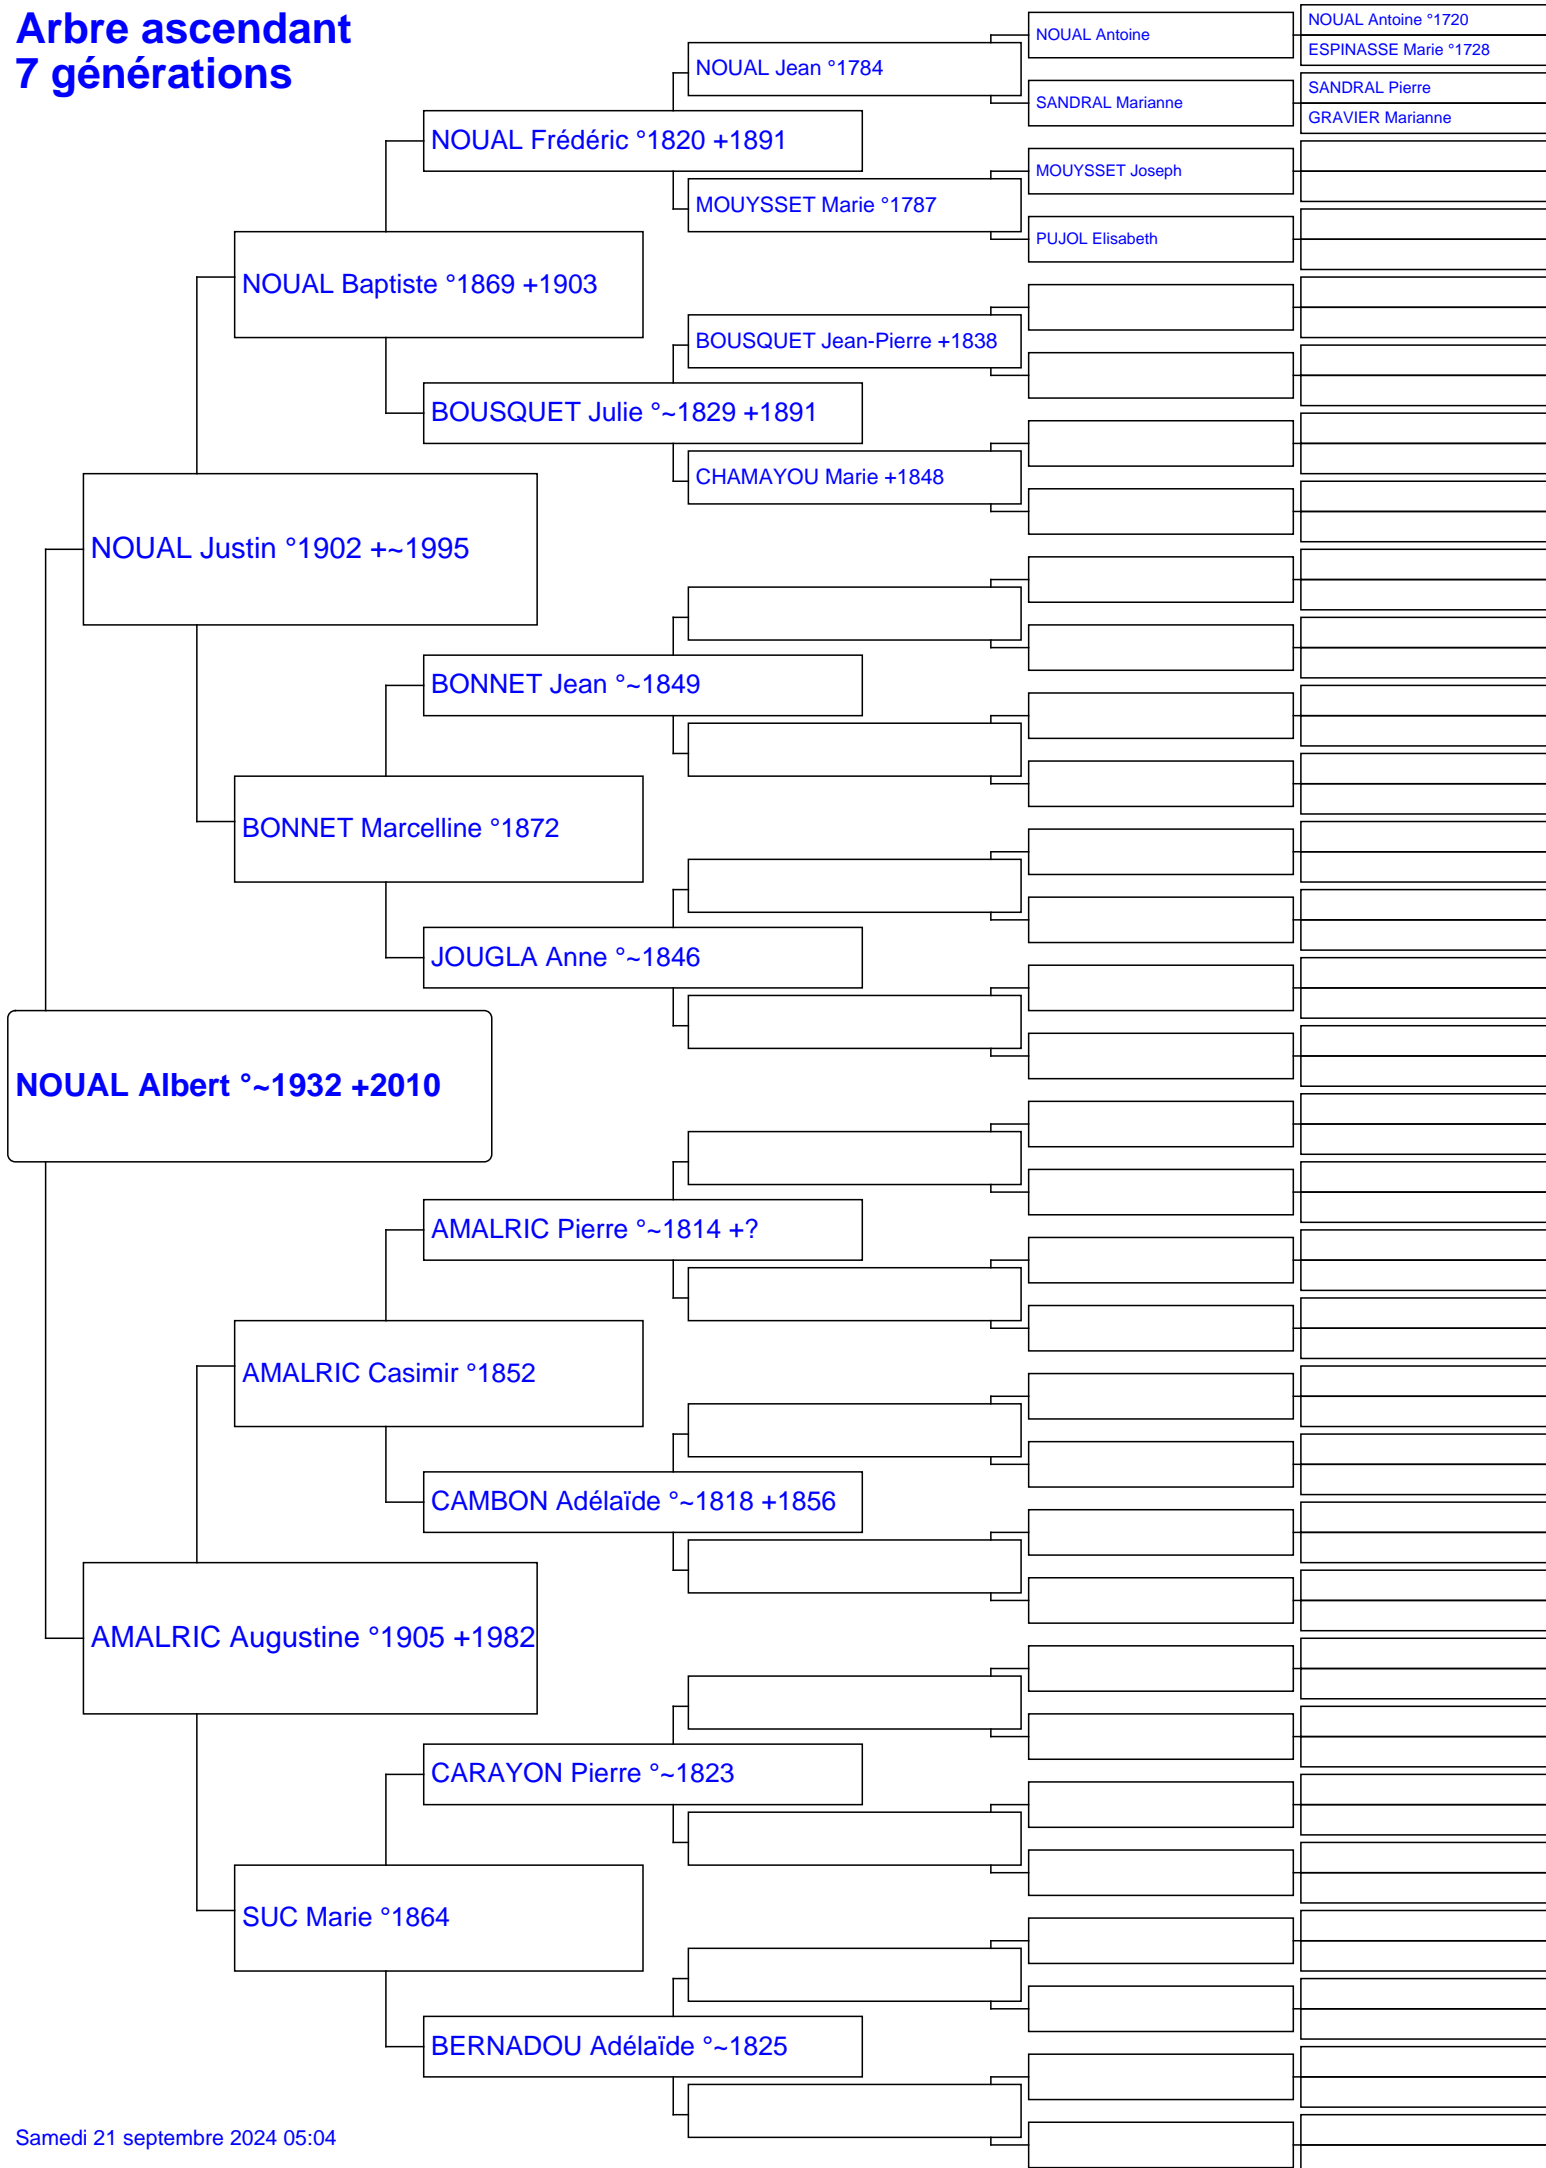 Arbre ascendant
7 générations
NOUAL Antoine °1720
ESPINASSE Marie °1728
NOUAL Antoine
NOUAL Jean °1784
SANDRAL Pierre
SANDRAL Marianne
GRAVIER Marianne
NOUAL Frédéric °1820 +1891
MOUYSSET Joseph
MOUYSSET Marie °1787
PUJOL Elisabeth
NOUAL Baptiste °1869 +1903
BOUSQUET Jean-Pierre +1838
BOUSQUET Julie °~1829 +1891
CHAMAYOU Marie +1848
NOUAL Justin °1902 +~1995
BONNET Jean °~1849
BONNET Marcelline °1872
JOUGLA Anne °~1846
NOUAL Albert °~1932 +2010
AMALRIC Pierre °~1814 +?
AMALRIC Casimir °1852
CAMBON Adélaïde °~1818 +1856
AMALRIC Augustine °1905 +1982
CARAYON Pierre °~1823
SUC Marie °1864
BERNADOU Adélaïde °~1825
Samedi 21 septembre 2024 05:04